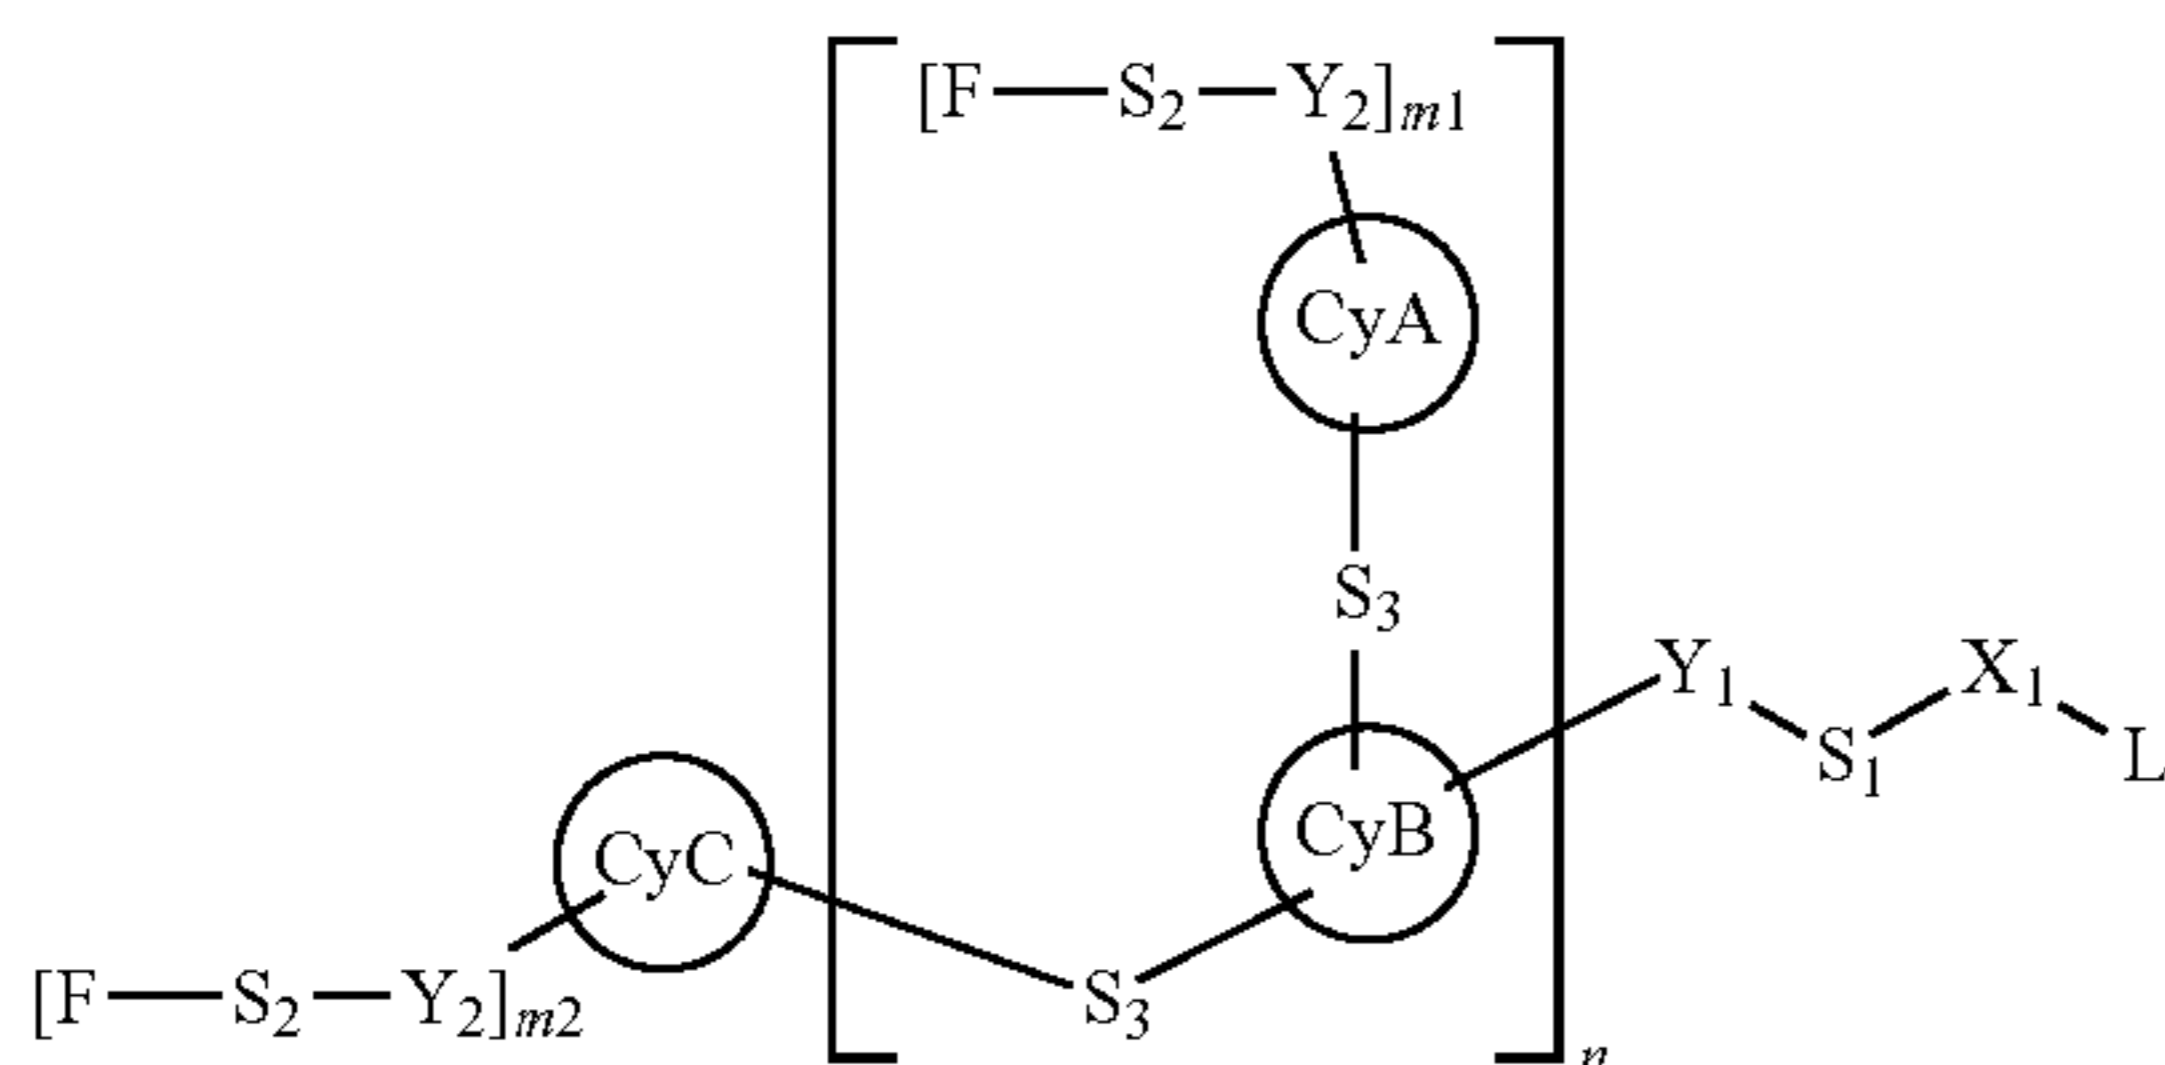 [F—S₂—Y₂]ₘ₁
CyA
S₃
Y₁ X₁
S₁ L
CyB
CyC
[F—S₂—Y₂]ₘ₂ S₃
n